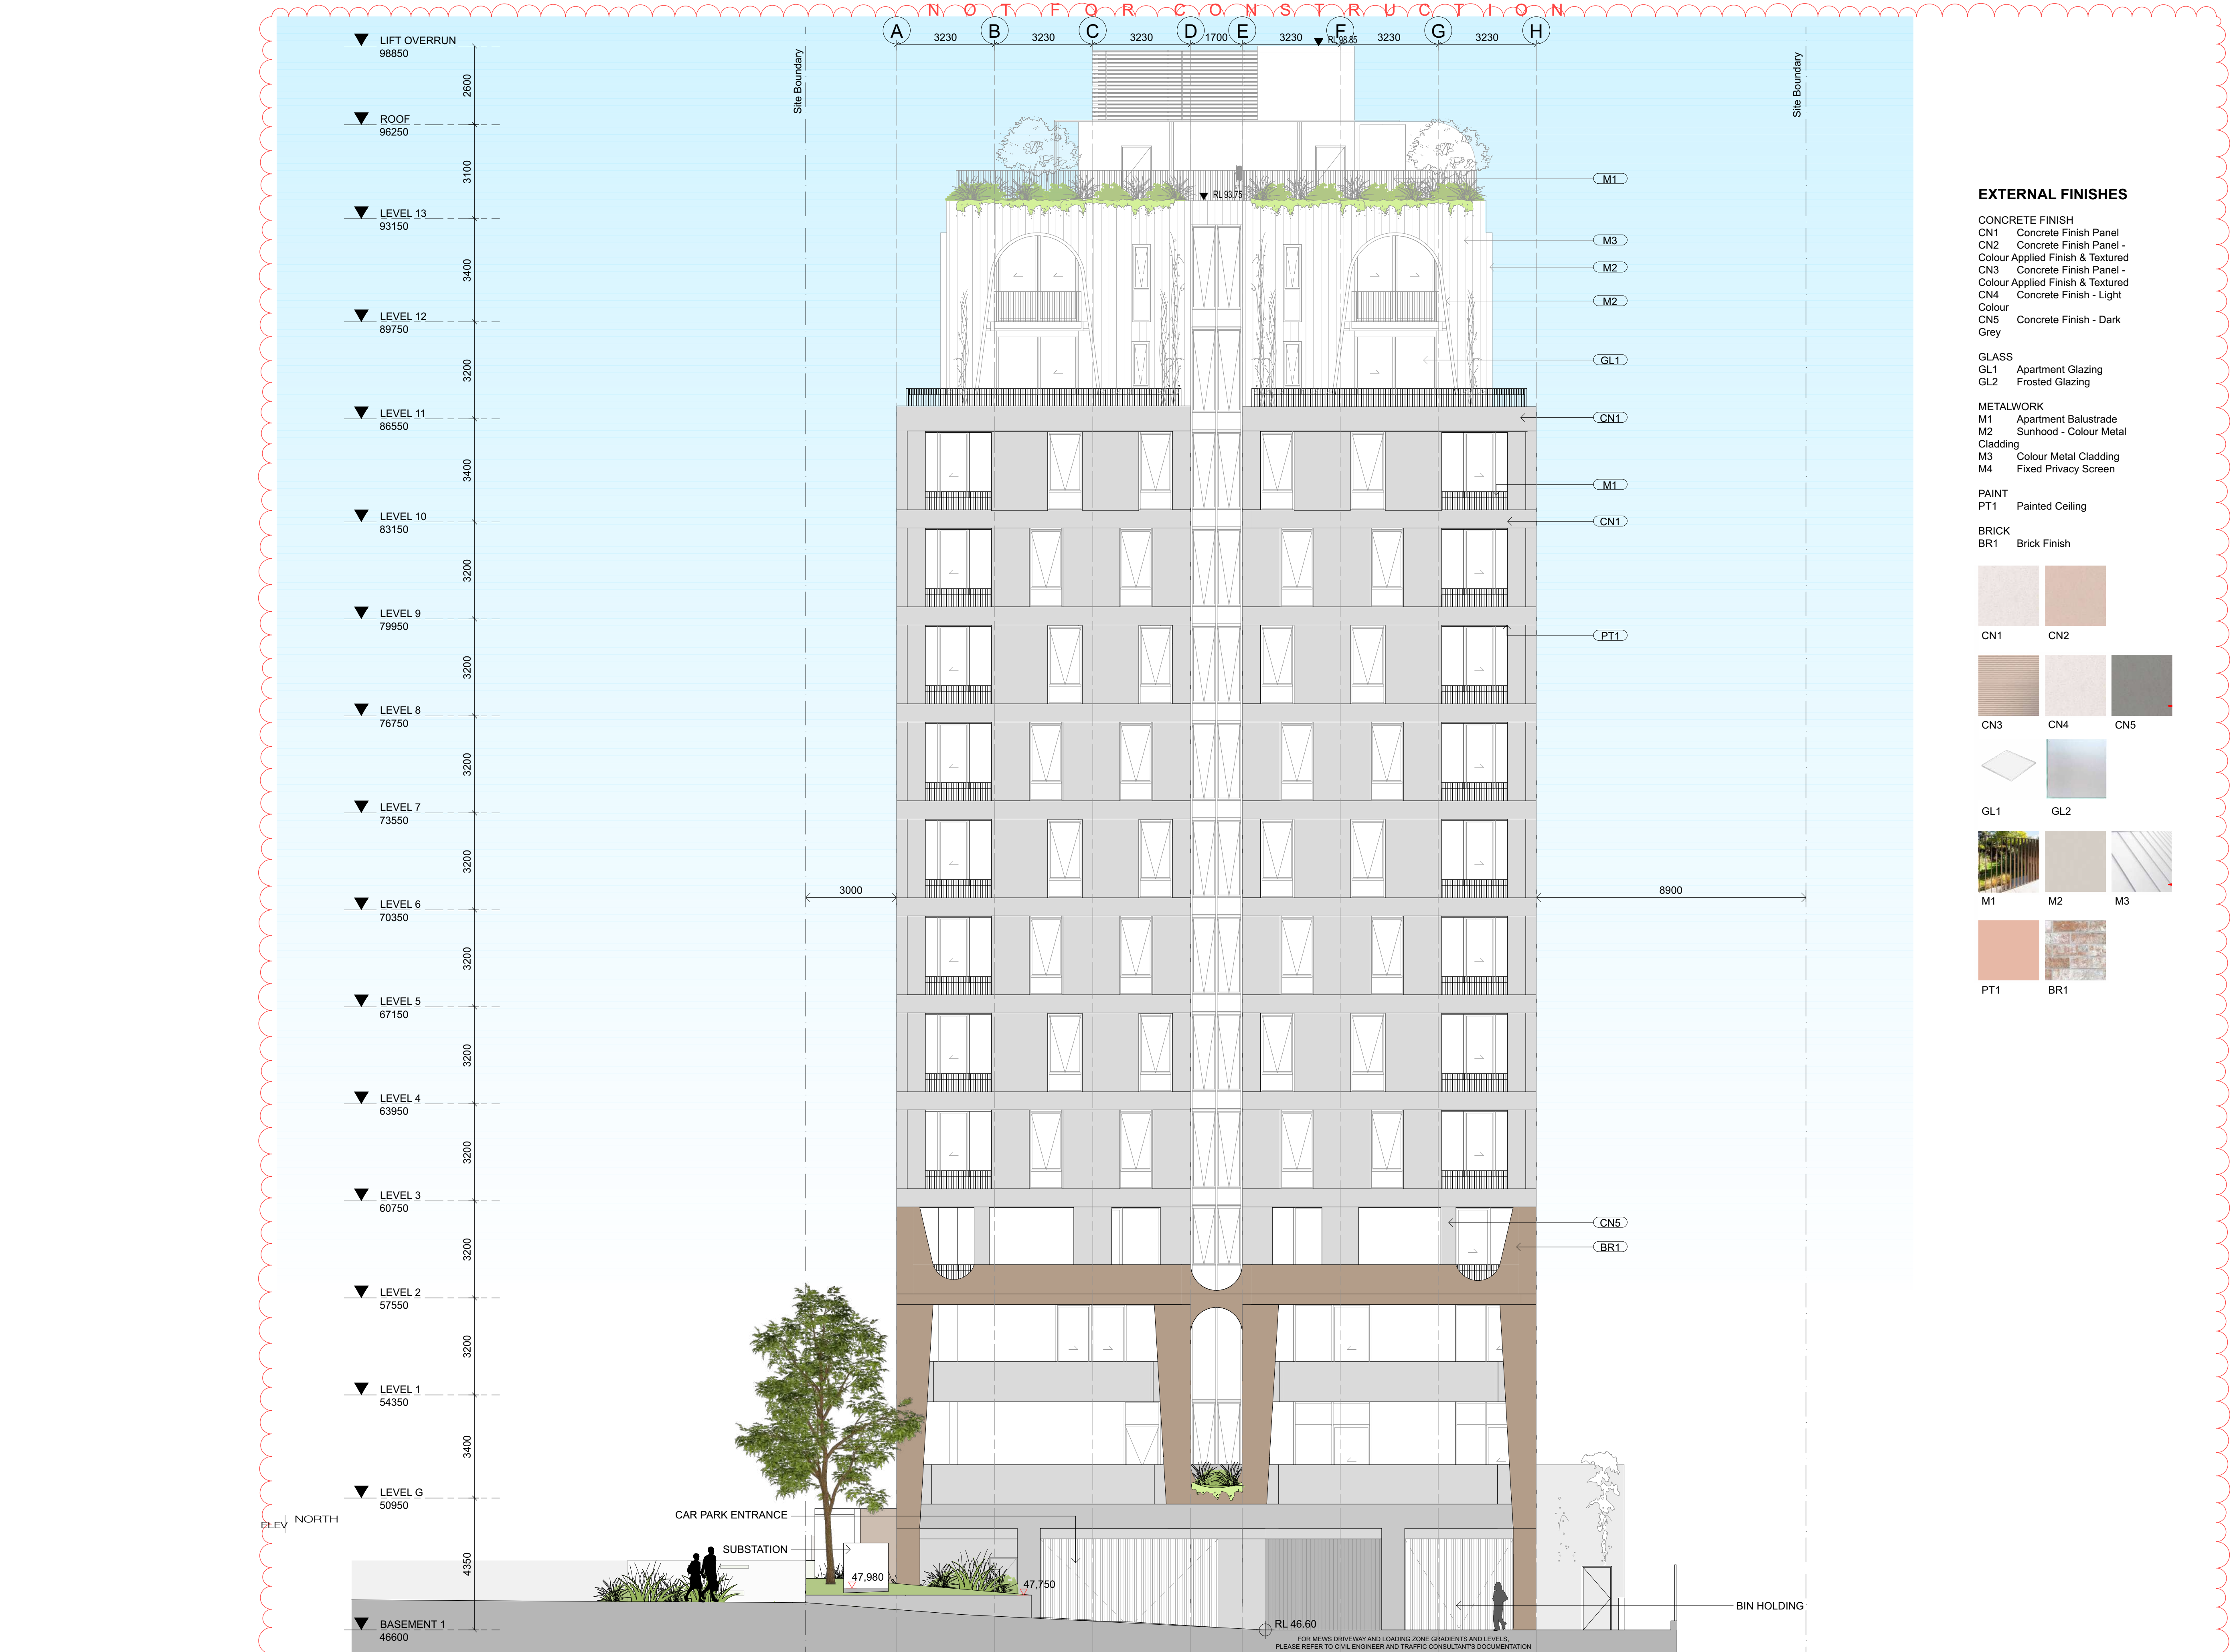 NOT FOR CONSTRUCTION
A B C D E F G H
3230 3230 3230 1700 3230 3230 3230
RL 98.85
Site Boundary
Site Boundary
LIFT OVERRUN
98850
2600
ROOF
96250
3100
RL 93.75
LEVEL 13
93150
3400
LEVEL 12
89750
3200
LEVEL 11
86550
3400
LEVEL 10
83150
3200
LEVEL 9
79950
3200
LEVEL 8
76750
3200
LEVEL 7
73550
3200
LEVEL 6
70350
3200
LEVEL 5
67150
3200
LEVEL 4
63950
3200
LEVEL 3
60750
3200
LEVEL 2
57550
3200
LEVEL 1
54350
3400
LEVEL G
50950
4350
BASEMENT 1
46600
ELEV NORTH
3000
8900
M1
M3
M2
M2
GL1
CN1
M1
CN1
PT1
CN5
BR1
CAR PARK ENTRANCE
SUBSTATION
47,980
47,750
BIN HOLDING
RL 46.60
FOR MEWS DRIVEWAY AND LOADING ZONE GRADIENTS AND LEVELS,
PLEASE REFER TO CIVIL ENGINEER AND TRAFFIC CONSULTANT'S DOCUMENTATION
EXTERNAL FINISHES
CONCRETE FINISH
CN1 Concrete Finish Panel
CN2 Concrete Finish Panel -
Colour Applied Finish & Textured
CN3 Concrete Finish Panel -
Colour Applied Finish & Textured
CN4 Concrete Finish - Light
Colour
CN5 Concrete Finish - Dark
Grey
GLASS
GL1 Apartment Glazing
GL2 Frosted Glazing
METALWORK
M1 Apartment Balustrade
M2 Sunhood - Colour Metal
Cladding
M3 Colour Metal Cladding
M4 Fixed Privacy Screen
PAINT
PT1 Painted Ceiling
BRICK
BR1 Brick Finish
CN1 CN2
CN3 CN4 CN5
GL1 GL2
M1 M2 M3
PT1 BR1